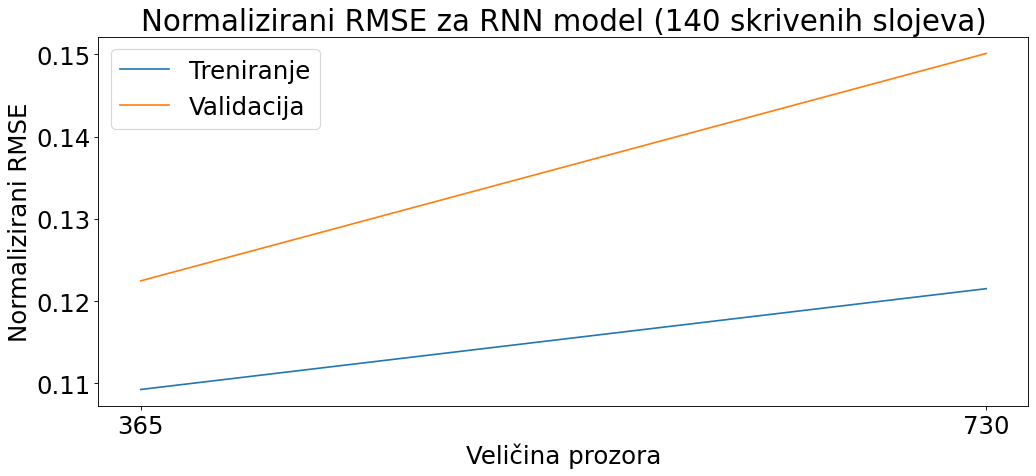 Normalizirani RMSE za RNN model (140 skrivenih slojeva)
Treniranje
Validacija
Normalizirani RMSE
0.15
0.14
0.13
0.12
0.11
365
730
Veličina prozora